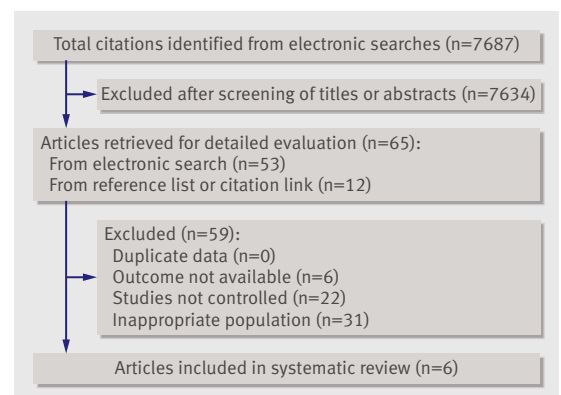 Total citations identified from electronic searches (n=7687)
Excluded after screening of titles or abstracts (n=7634)
Articles retrieved for detailed evaluation (n=65):
From electronic search (n=53)
From reference list or citation link (n=12)
Excluded (n=59):
Duplicate data (n=0)
Outcome not available (n=6)
Studies not controlled (n=22)
Inappropriate population (n=31)
Articles included in systematic review (n=6)